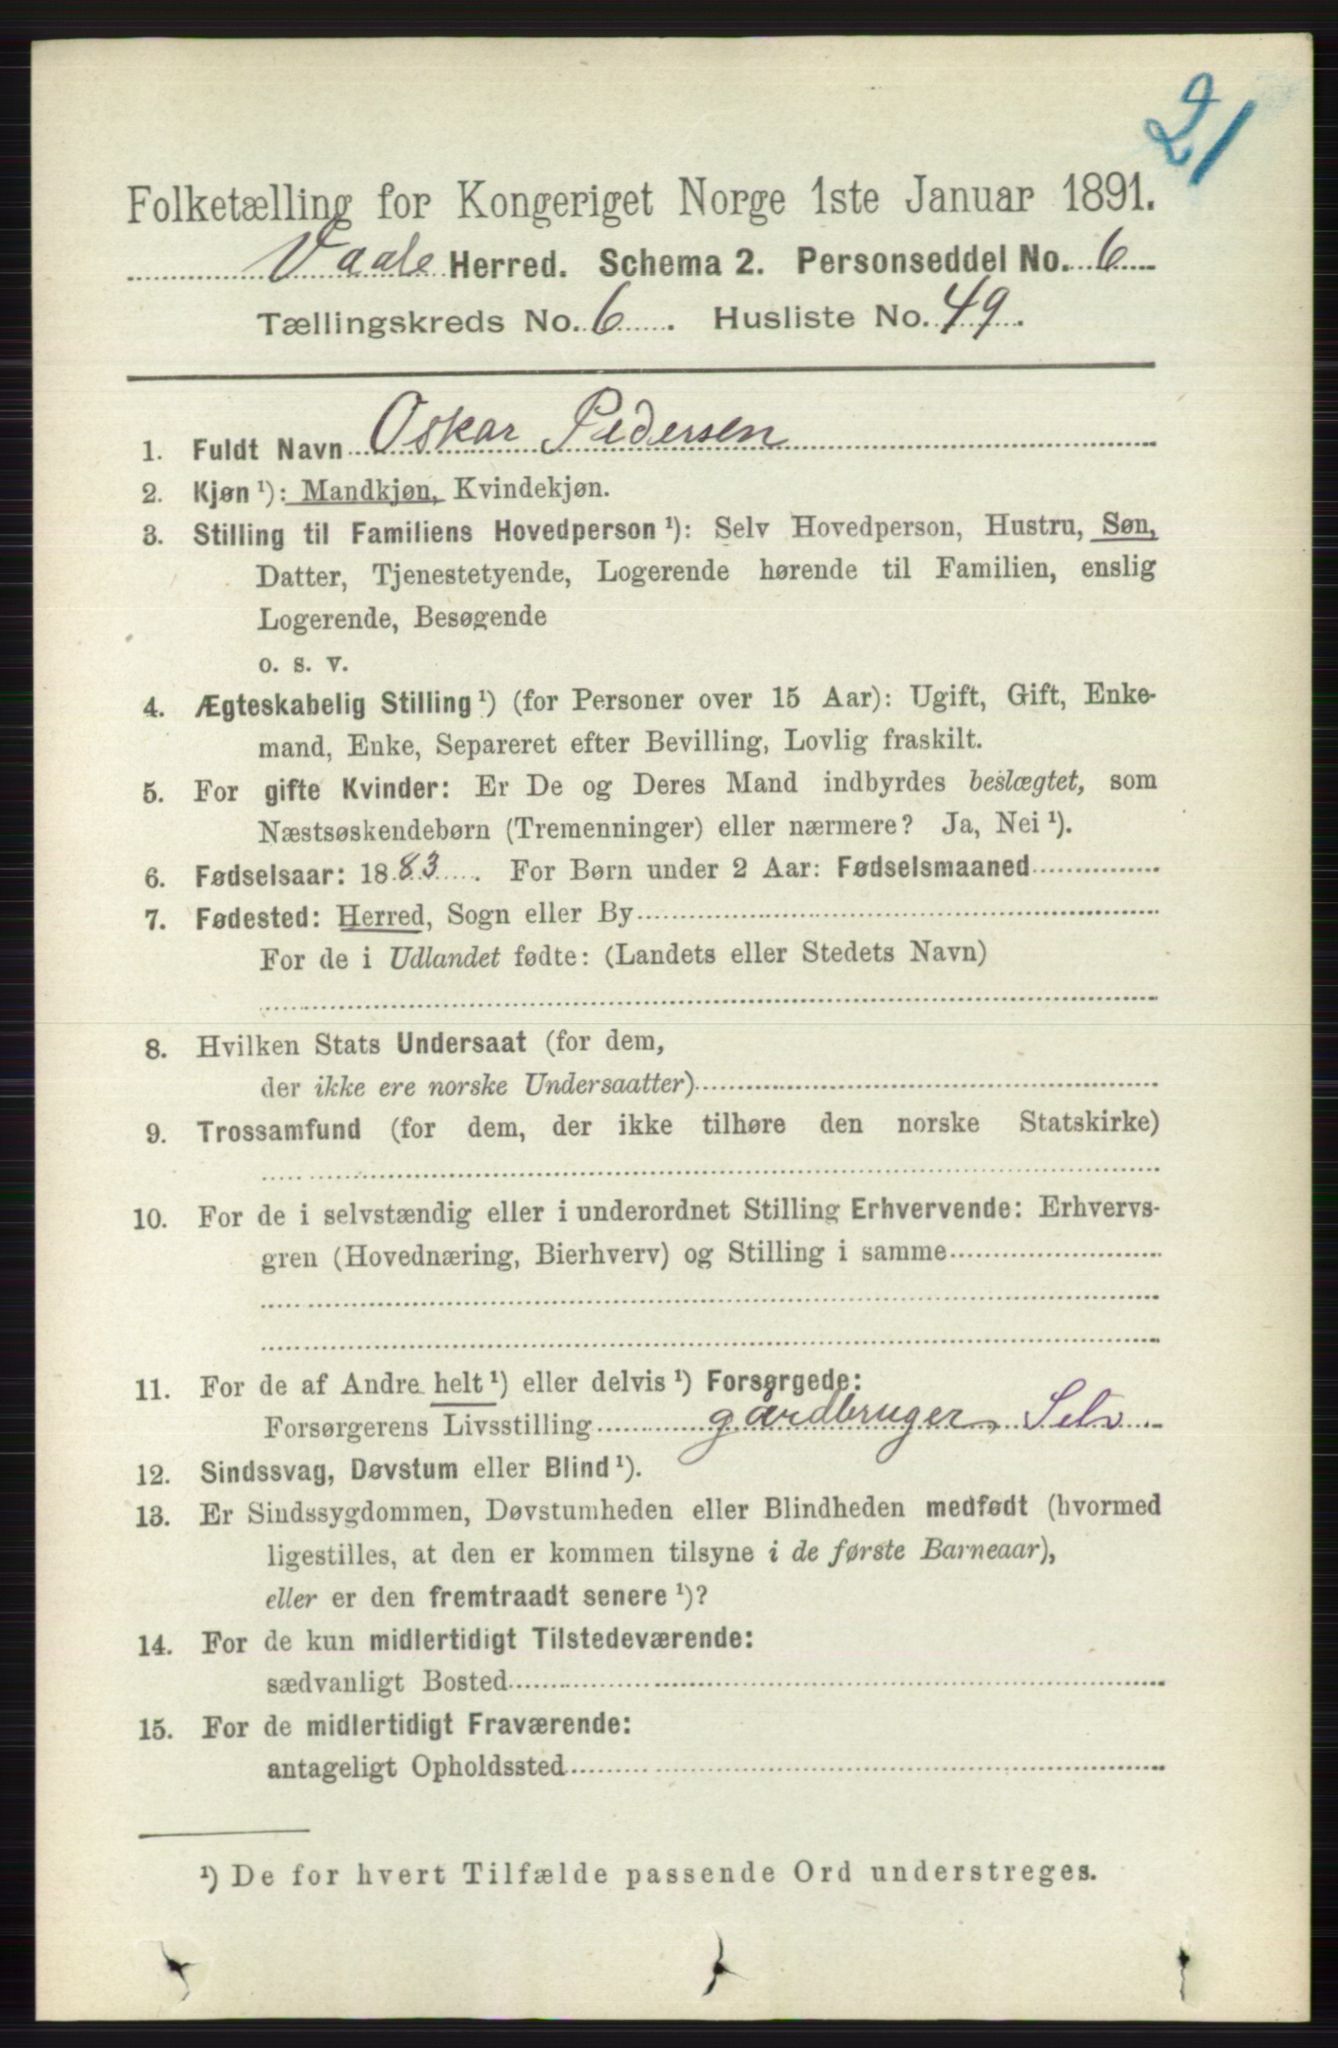 21
Folketælling for Kongeriget Norge 1ste Januar 1891.
Vaale Herred. Schema 2. Personseddel No. 6
Tællingskreds No. 6. Husliste No. 49.
1. Fuldt Navn Oskar Pedersen
2. Kjøn ¹): Mandkjøn, Kvindekjøn.
3. Stilling til Familiens Hovedperson ¹): Selv Hovedperson, Hustru, Søn,
Datter, Tjenestetyende, Logerende hørende til Familien, enslig
Logerende, Besøgende
o. s. v.
4. Ægteskabelig Stilling ¹) (for Personer over 15 Aar): Ugift, Gift, Enke-
mand, Enke, Separeret efter Bevilling, Lovlig fraskilt.
5. For gifte Kvinder: Er De og Deres Mand indbyrdes beslægtet, som
Næstsøskendebørn (Tremenninger) eller nærmere? Ja, Nei ¹).
6. Fødselsaar: 1883. For Børn under 2 Aar: Fødselsmaaned
7. Fødested: Herred, Sogn eller By
For de i Udlandet fødte: (Landets eller Stedets Navn)
8. Hvilken Stats Undersaat (for dem,
der ikke ere norske Undersaatter)
9. Trossamfund (for dem, der ikke tilhøre den norske Statskirke)
10. For de i selvstændig eller i underordnet Stilling Erhvervende: Erhvervs-
gren (Hovednæring, Bierhverv) og Stilling i samme
11. For de af Andre helt ¹) eller delvis ¹) Forsørgede:
Forsørgerens Livsstilling gårdbruger, Selv
12. Sindssvag, Døvstum eller Blind ¹).
13. Er Sindssygdommen, Døvstumheden eller Blindheden medfødt (hvormed
ligestilles, at den er kommen tilsyne i de første Barneaar),
eller er den fremtraadt senere ¹)?
14. For de kun midlertidigt Tilstedeværende:
sædvanligt Bosted
15. For de midlertidigt Fraværende:
antageligt Opholdssted
¹) De for hvert Tilfælde passende Ord understreges.